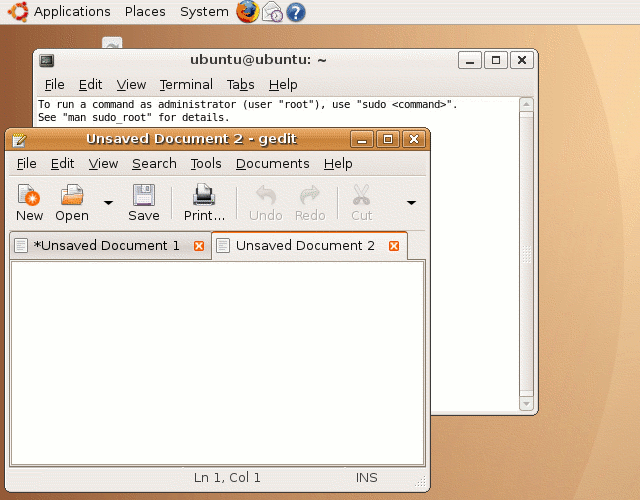 Applications Places System
ubuntu@ubuntu: ~
File Edit View Terminal Tabs Help
To run a command as administrator (user "root"), use "sudo <command>".
See "man sudo_root" for details.
Unsaved Document 2 - gedit
File Edit View Search Tools Documents Help
New Open Save Print... Undo Redo Cut
*Unsaved Document 1 Unsaved Document 2
Ln 1, Col 1 INS